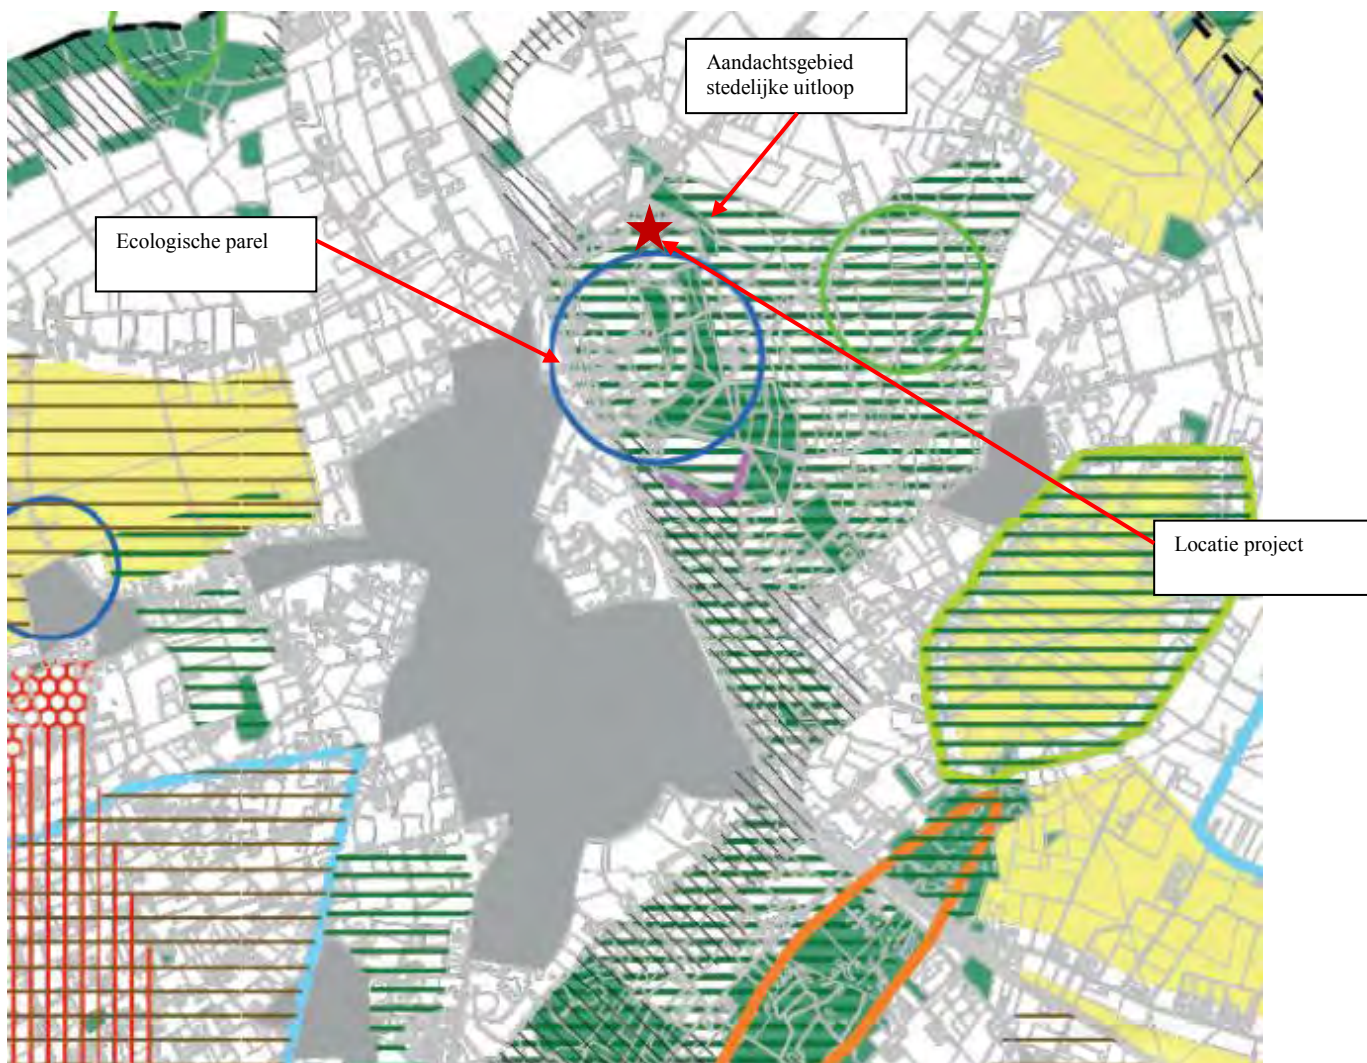 Aandachtsgebied
stedelijke uitloop
Ecologische parel
Locatie project